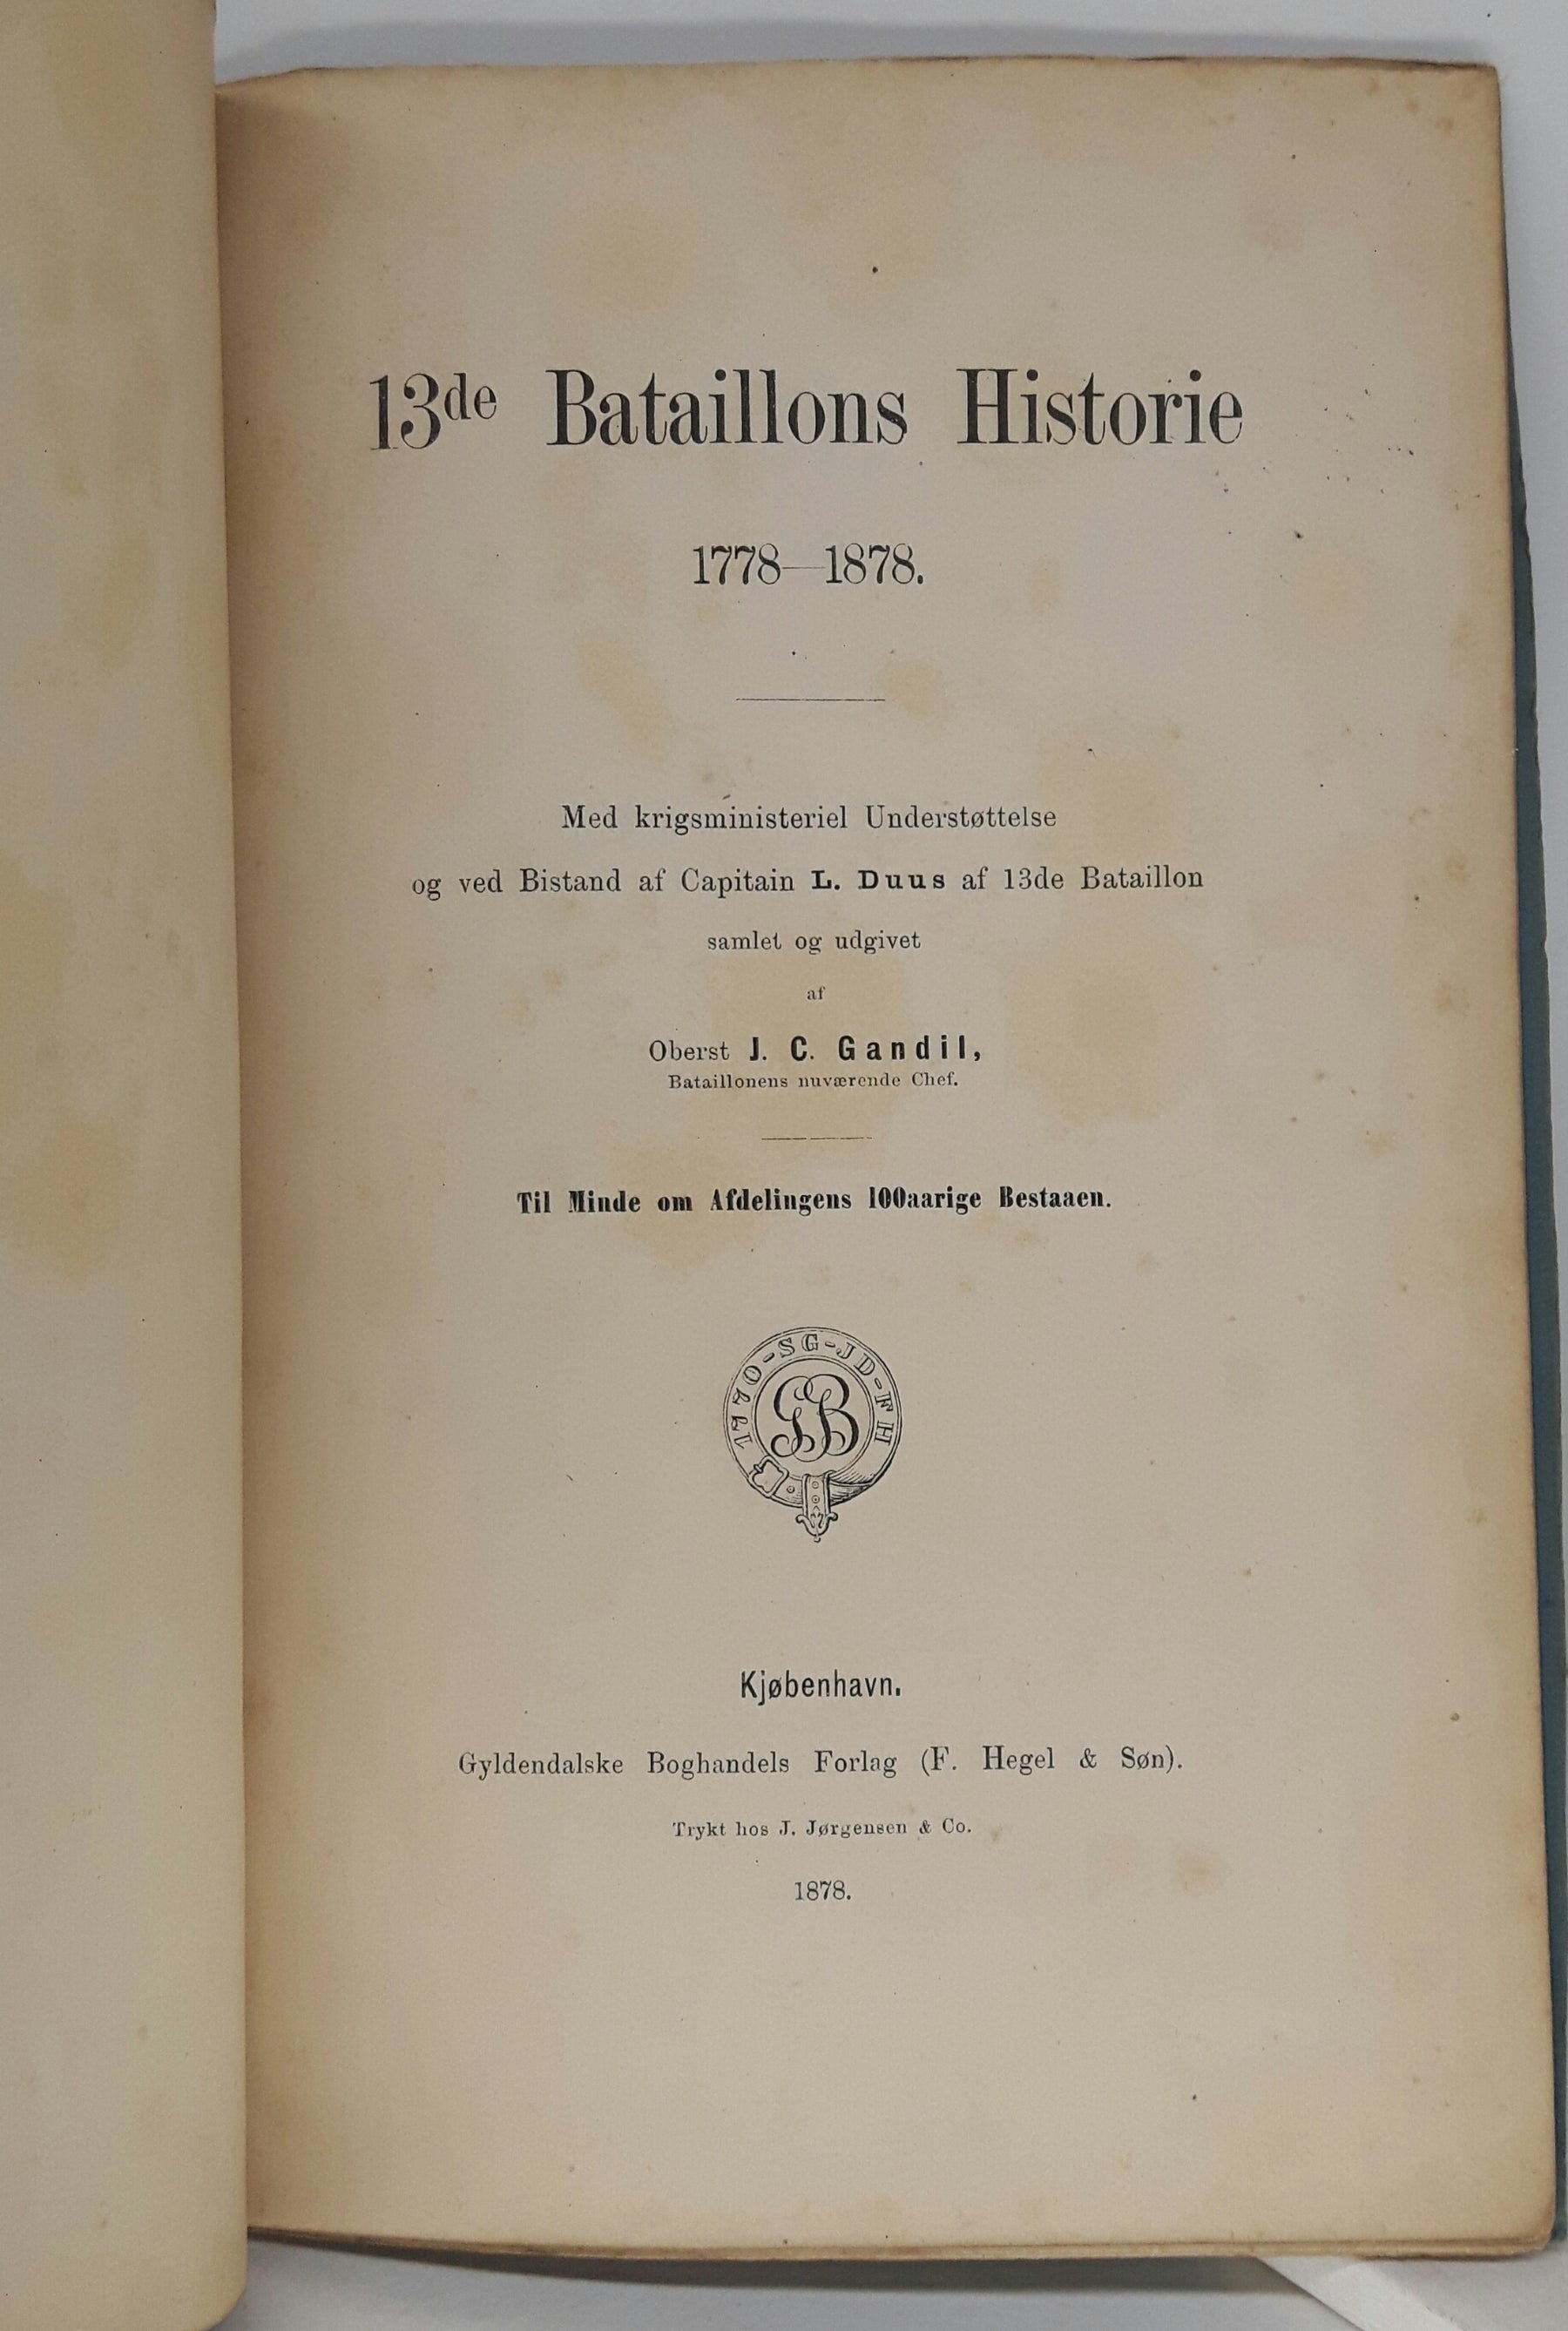 13de Bataillons Historie
1778—1878.
Med krigsministeriel Understøttelse
og ved Bistand af Capitain L. Duus af 13de Bataillon
samlet og udgivet
af
Oberst J. C. Gandil,
Bataillonens nuværende Chef.
Til Minde om Afdelingens 100aarige Bestaaen.
1770-SG-JD-FH
GB
Kjøbenhavn.
Gyldendalske Boghandels Forlag (F. Hegel & Søn).
Trykt hos J. Jørgensen & Co.
1878.